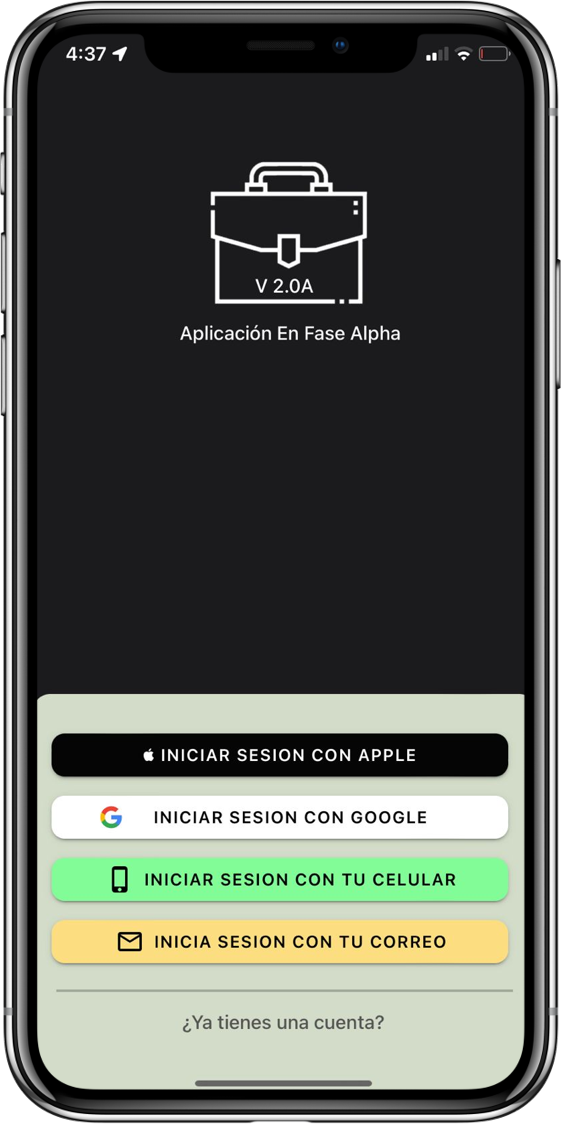 4:37
V 2.0A
Aplicación En Fase Alpha
INICIAR SESION CON APPLE
INICIAR SESION CON GOOGLE
INICIAR SESION CON TU CELULAR
INICIA SESION CON TU CORREO
¿Ya tienes una cuenta?